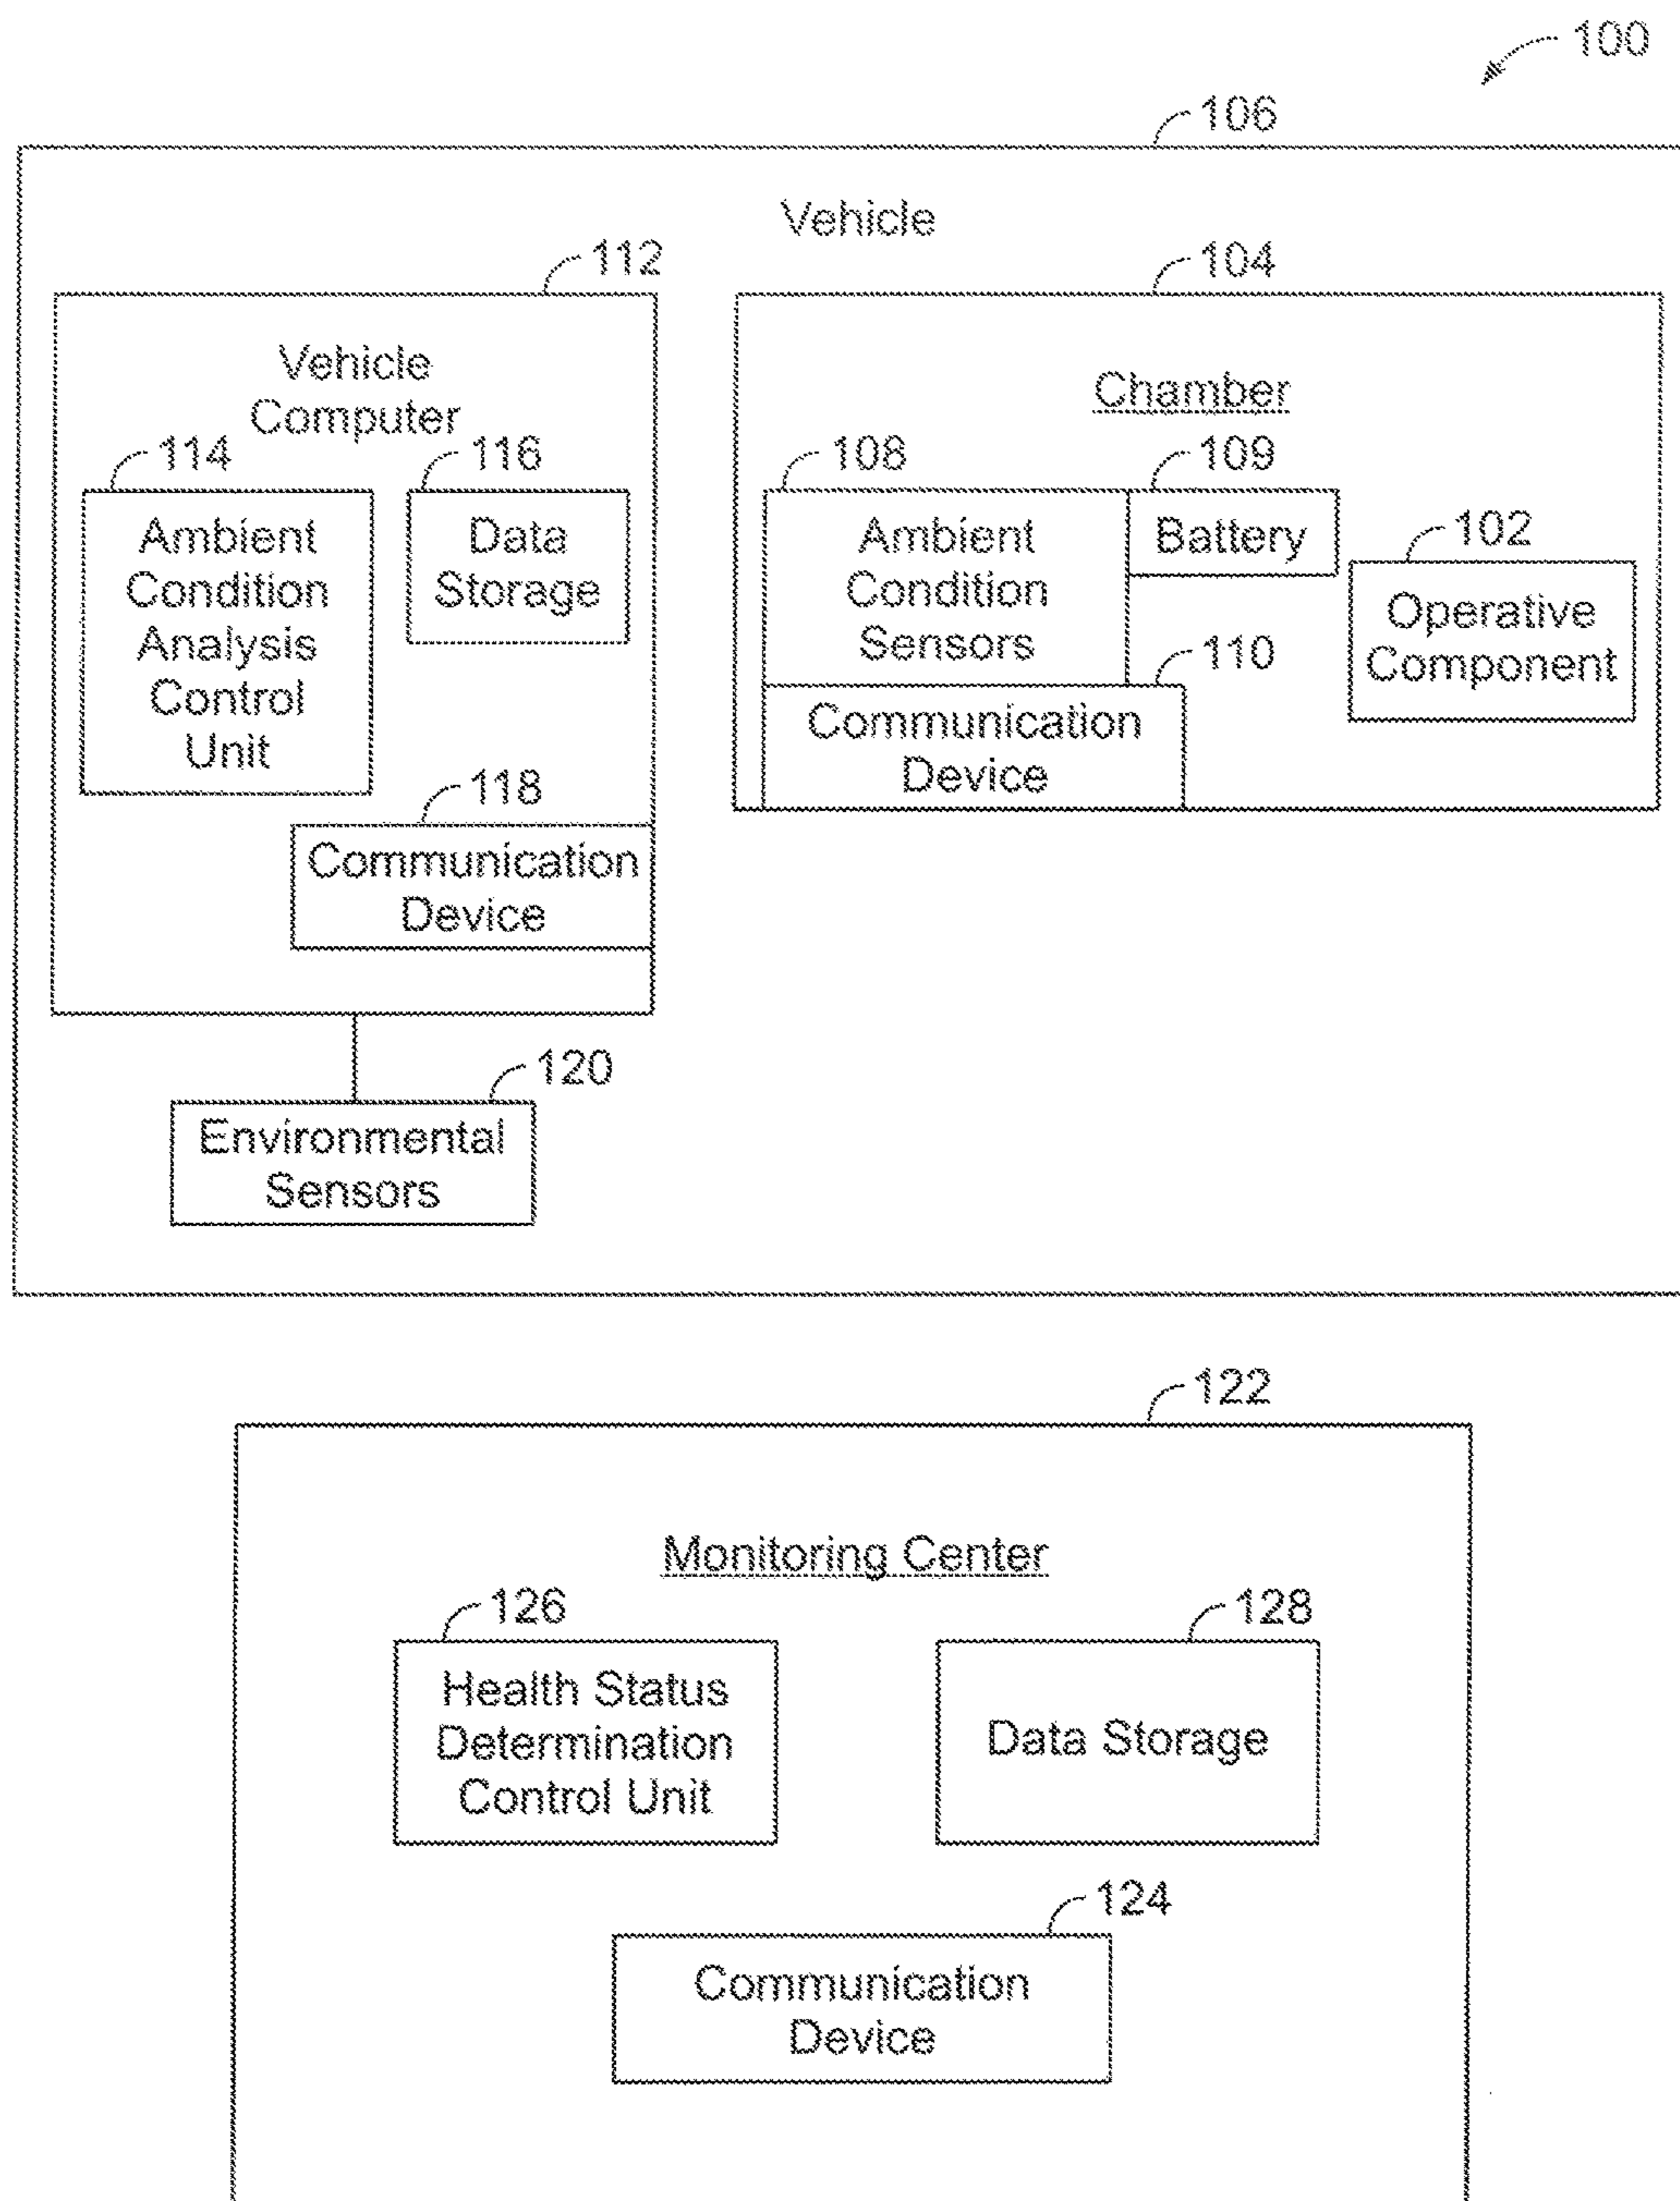 100
106
Vehicle
112
Vehicle
Computer
114
Ambient
Condition
Analysis
Control
Unit
116
Data
Storage
118
Communication
Device
120
Environmental
Sensors
104
Chamber
108
Ambient
Condition
Sensors
109
Battery
102
Operative
Component
110
Communication
Device
122
Monitoring Center
126
Health Status
Determination
Control Unit
128
Data Storage
124
Communication
Device